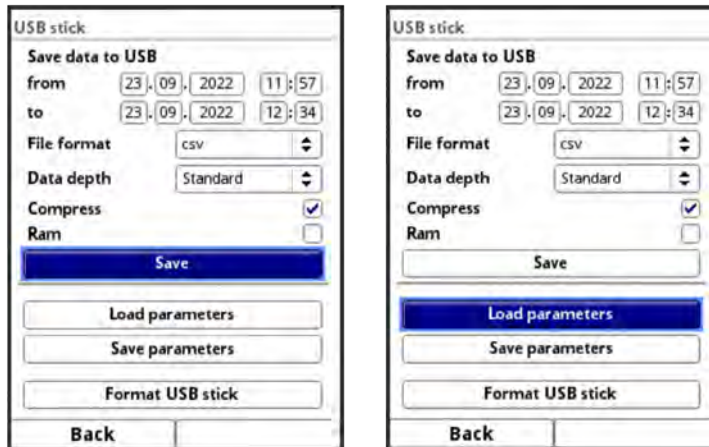 USB stick
Save data to USB
from 23.09.2022 11:57
to 23.09.2022 12:34
File format csv
Data depth Standard
Compress
Ram
Save
Load parameters
Save parameters
Format USB stick
Back
USB stick
Save data to USB
from 23.09.2022 11:57
to 23.09.2022 12:34
File format csv
Data depth Standard
Compress
Ram
Save
Load parameters
Save parameters
Format USB stick
Back